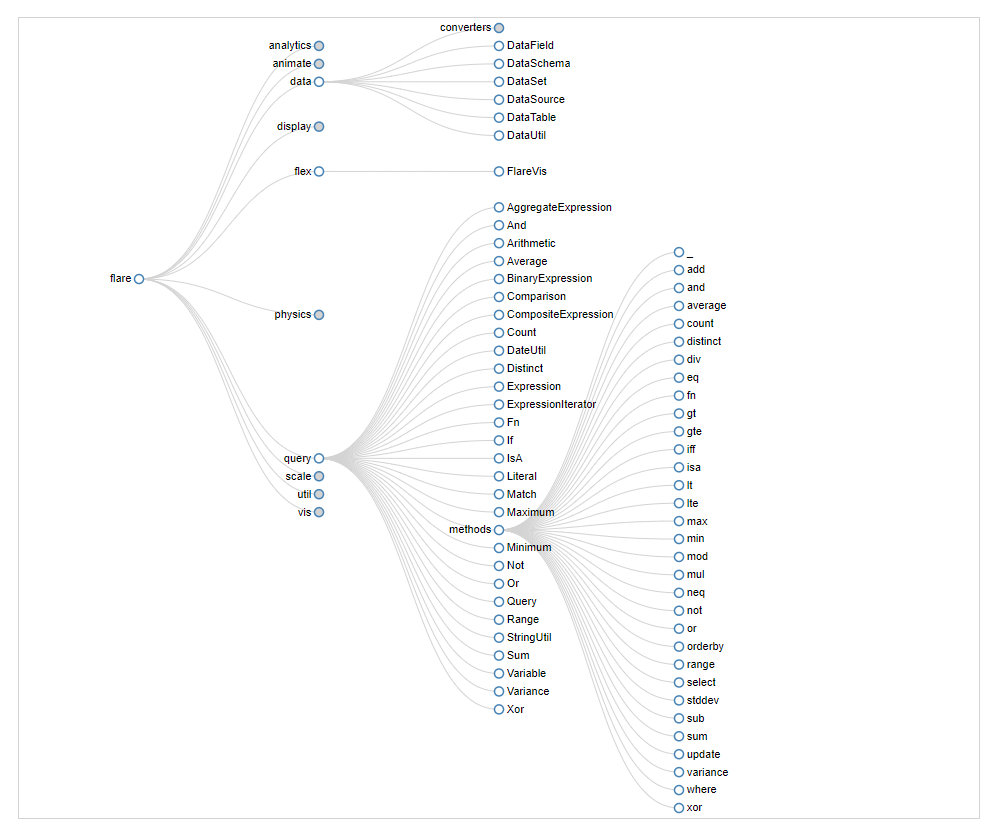 flare
analytics
animate
data
display
flex
physics
query
scale
util
vis
converters
DataField
DataSchema
DataSet
DataSource
DataTable
DataUtil
FlareVis
AggregateExpression
And
Arithmetic
Average
BinaryExpression
Comparison
CompositeExpression
Count
DateUtil
Distinct
Expression
ExpressionIterator
Fn
If
IsA
Literal
Match
Maximum
methods
Minimum
Not
Or
Query
Range
StringUtil
Sum
Variable
Variance
Xor
_
add
and
average
count
distinct
div
eq
fn
gt
gte
iff
isa
lt
lte
max
min
mod
mul
neq
not
or
orderby
range
select
stddev
sub
sum
update
variance
where
xor